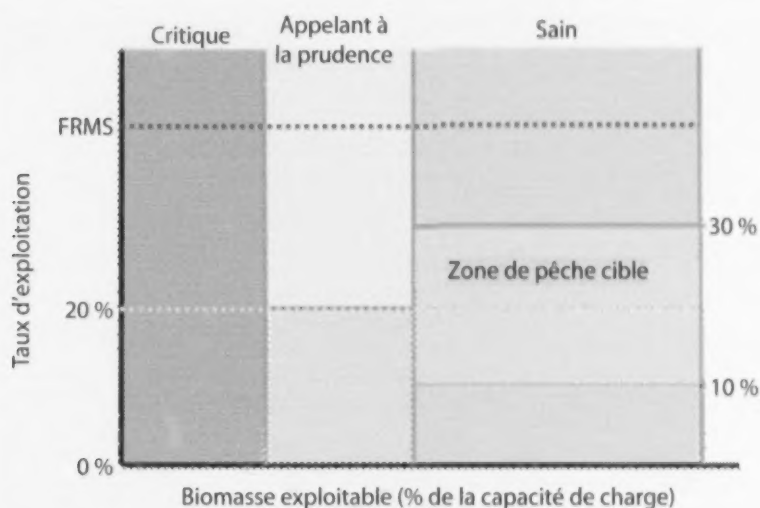 Critique
Appelant à
la prudence
Sain
FRMS
30 %
Zone de pêche cible
20 %
10 %
0 %
Taux d'exploitation
Biomasse exploitable (% de la capacité de charge)